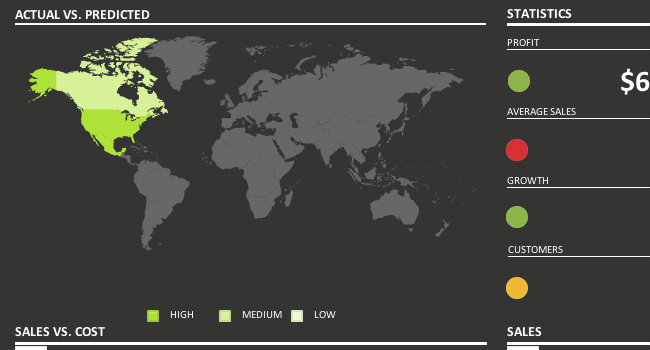 ACTUAL VS. PREDICTED
HIGH MEDIUM LOW
SALES VS. COST
STATISTICS
PROFIT
$6
AVERAGE SALES
GROWTH
CUSTOMERS
SALES